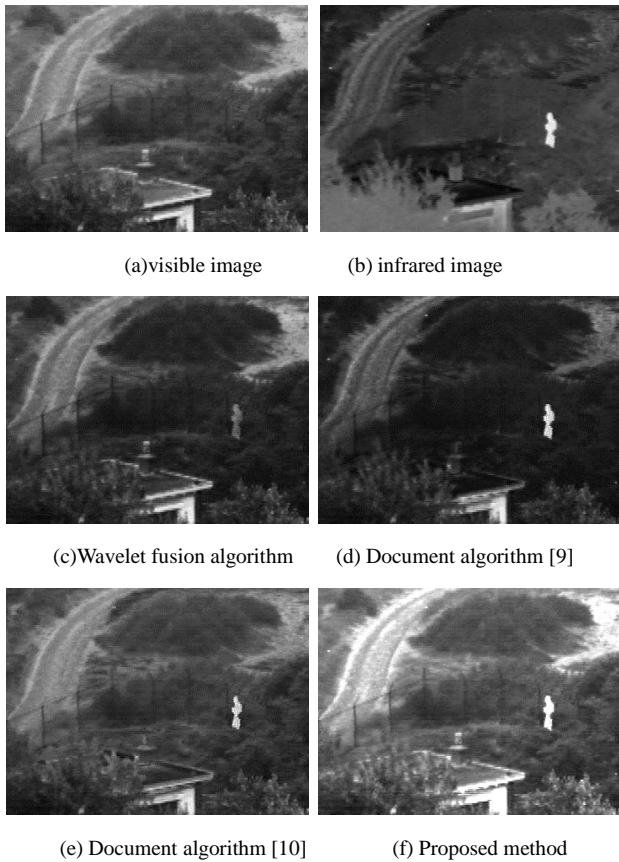 (a)visible image (b) infrared image
(c)Wavelet fusion algorithm (d) Document algorithm [9]
(e) Document algorithm [10] (f) Proposed method